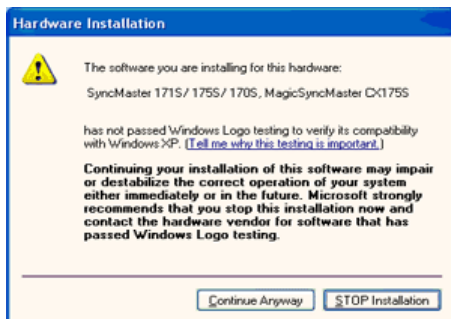 Hardware Installation
The software you are installing for this hardware:
SyncMaster 171S/ 175S/ 170S, MagicSyncMaster CX175S
has not passed Windows Logo testing to verify its compatibility
with Windows XP. (Tell me why this testing is important.)
Continuing your installation of this software may impair
or destabilize the correct operation of your system
either immediately or in the future. Microsoft strongly
recommends that you stop this installation now and
contact the hardware vendor for software that has
passed Windows Logo testing.
Continue Anyway
STOP Installation